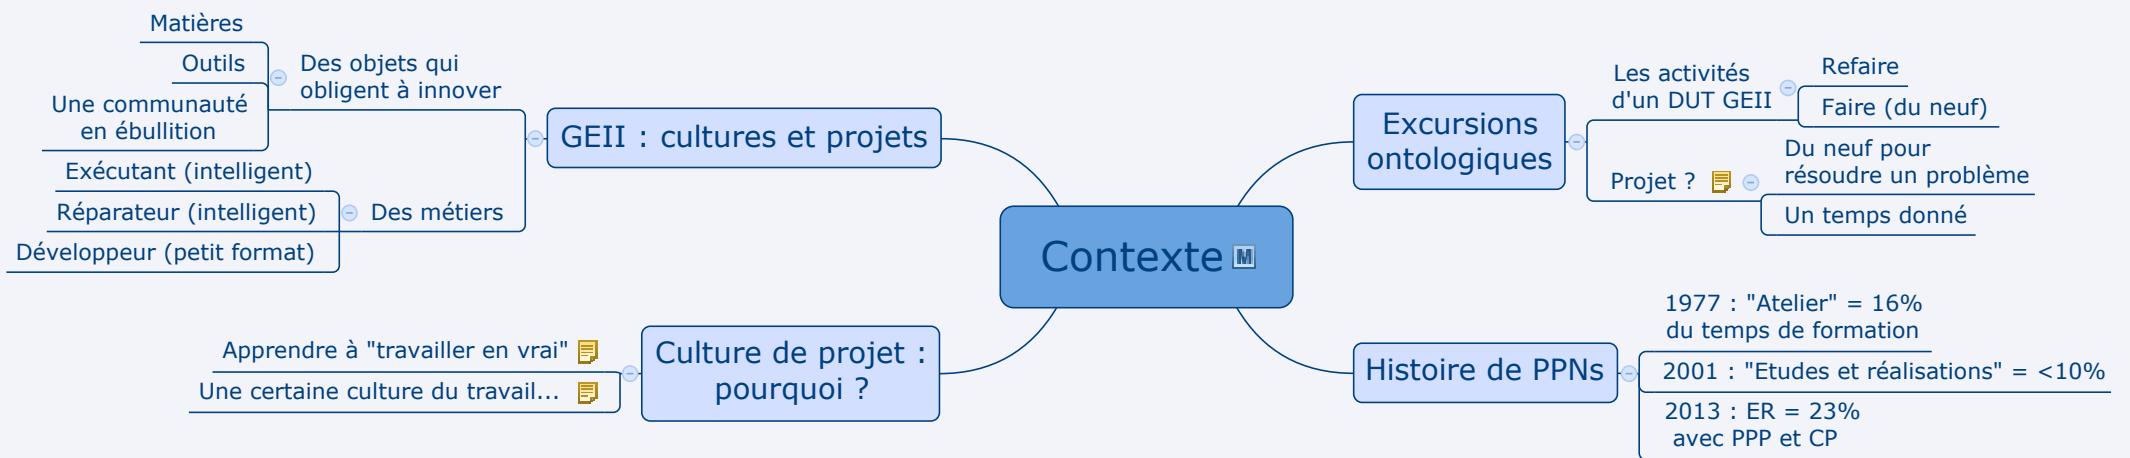 Contexte
Excursions
ontologiques
Les activités
d'un DUT GEII
Refaire
Faire (du neuf)
Projet ?
Du neuf pour
résoudre un problème
Un temps donné
Histoire de PPNs
1977 : "Atelier" = 16%
du temps de formation
2001 : "Etudes et réalisations" = <10%
2013 : ER = 23%
avec PPP et CP
Culture de projet :
pourquoi ?
Apprendre à "travailler en vrai"
Une certaine culture du travail...
GEII : cultures et projets
Des objets qui
obligent à innover
Matières
Outils
Une communauté
en ébullition
Des métiers
Exécutant (intelligent)
Réparateur (intelligent)
Développeur (petit format)